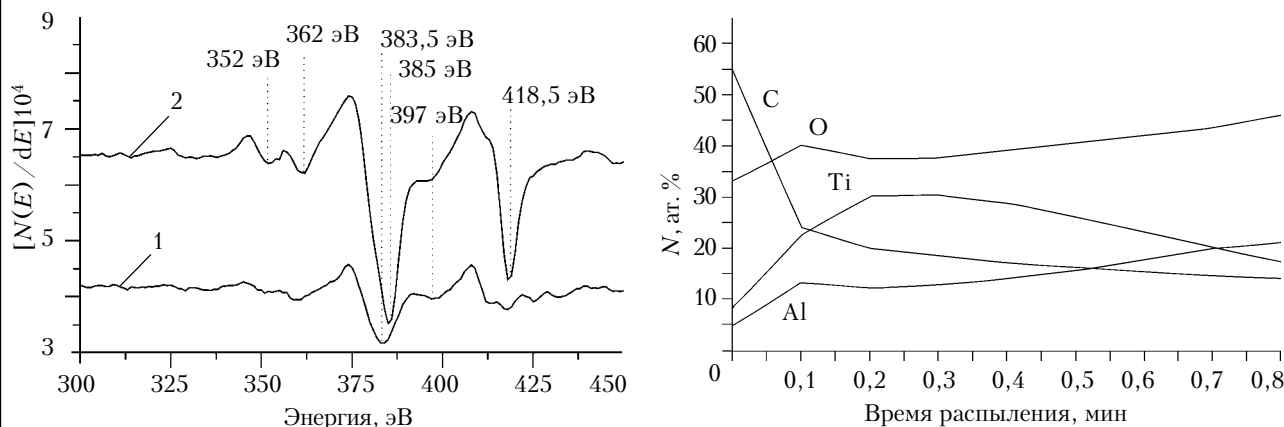 9
7
5
3
[N(E)/dE]10⁴
352 эВ
362 эВ
383,5 эВ
385 эВ
397 эВ
418,5 эВ
2
1
300
325
350
375
400
425
450
Энергия, эВ
60
50
40
30
20
10
0
N, ат. %
C
O
Ti
Al
0,1
0,2
0,3
0,4
0,5
0,6
0,7
0,8
Время распыления, мин